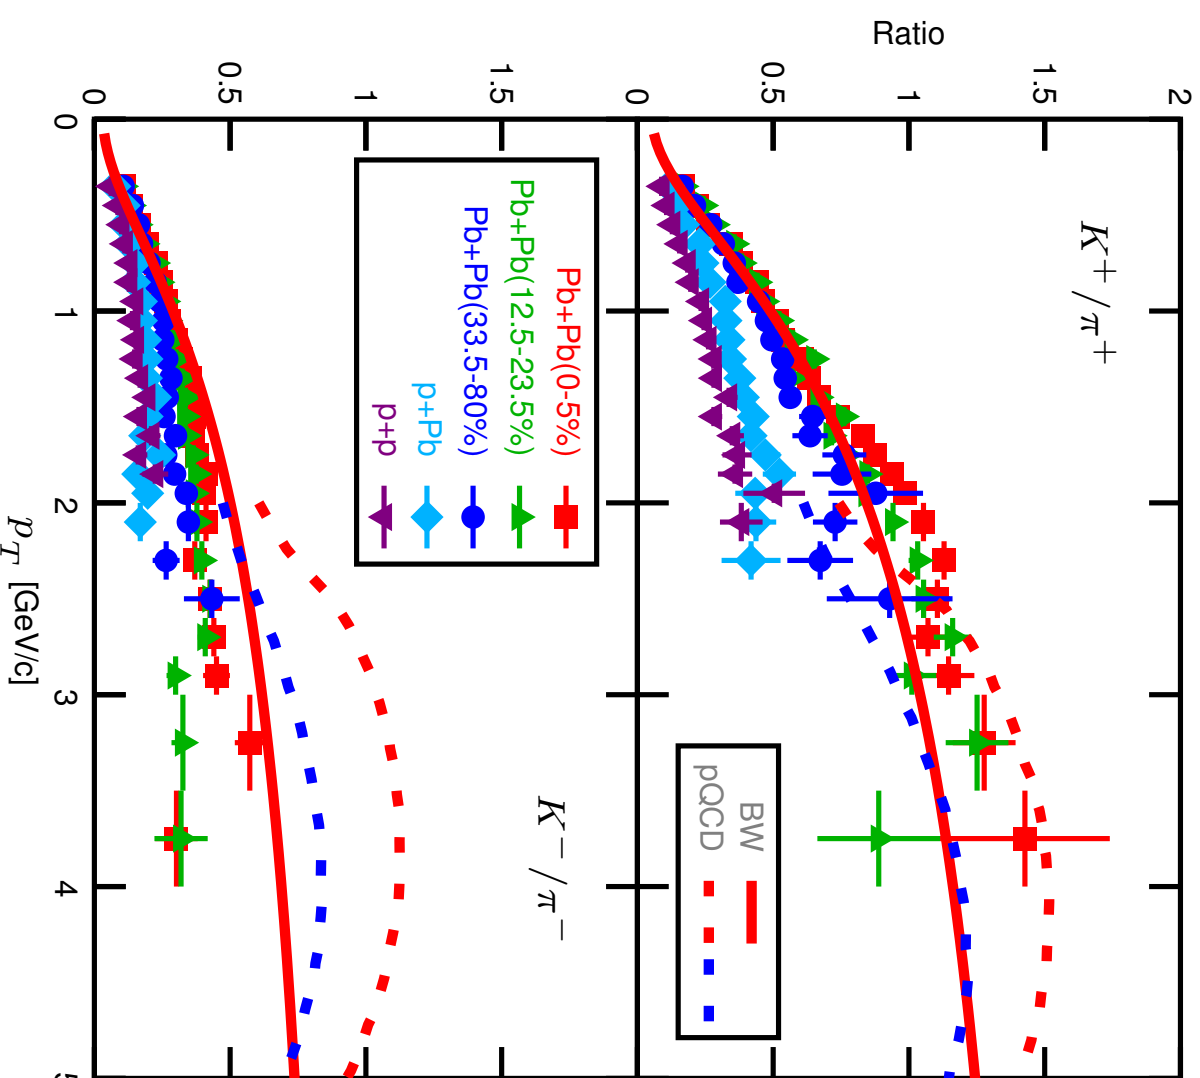 Ratio
2
1.5
1
0.5
0
K⁺/π⁺
BW
pQCD
1.5
1
0.5
0
K⁻/π⁻
Pb+Pb(0-5%)
Pb+Pb(12.5-23.5%)
Pb+Pb(33.5-80%)
p+Pb
p+p
0
1
2
3
4
p_T [GeV/c]